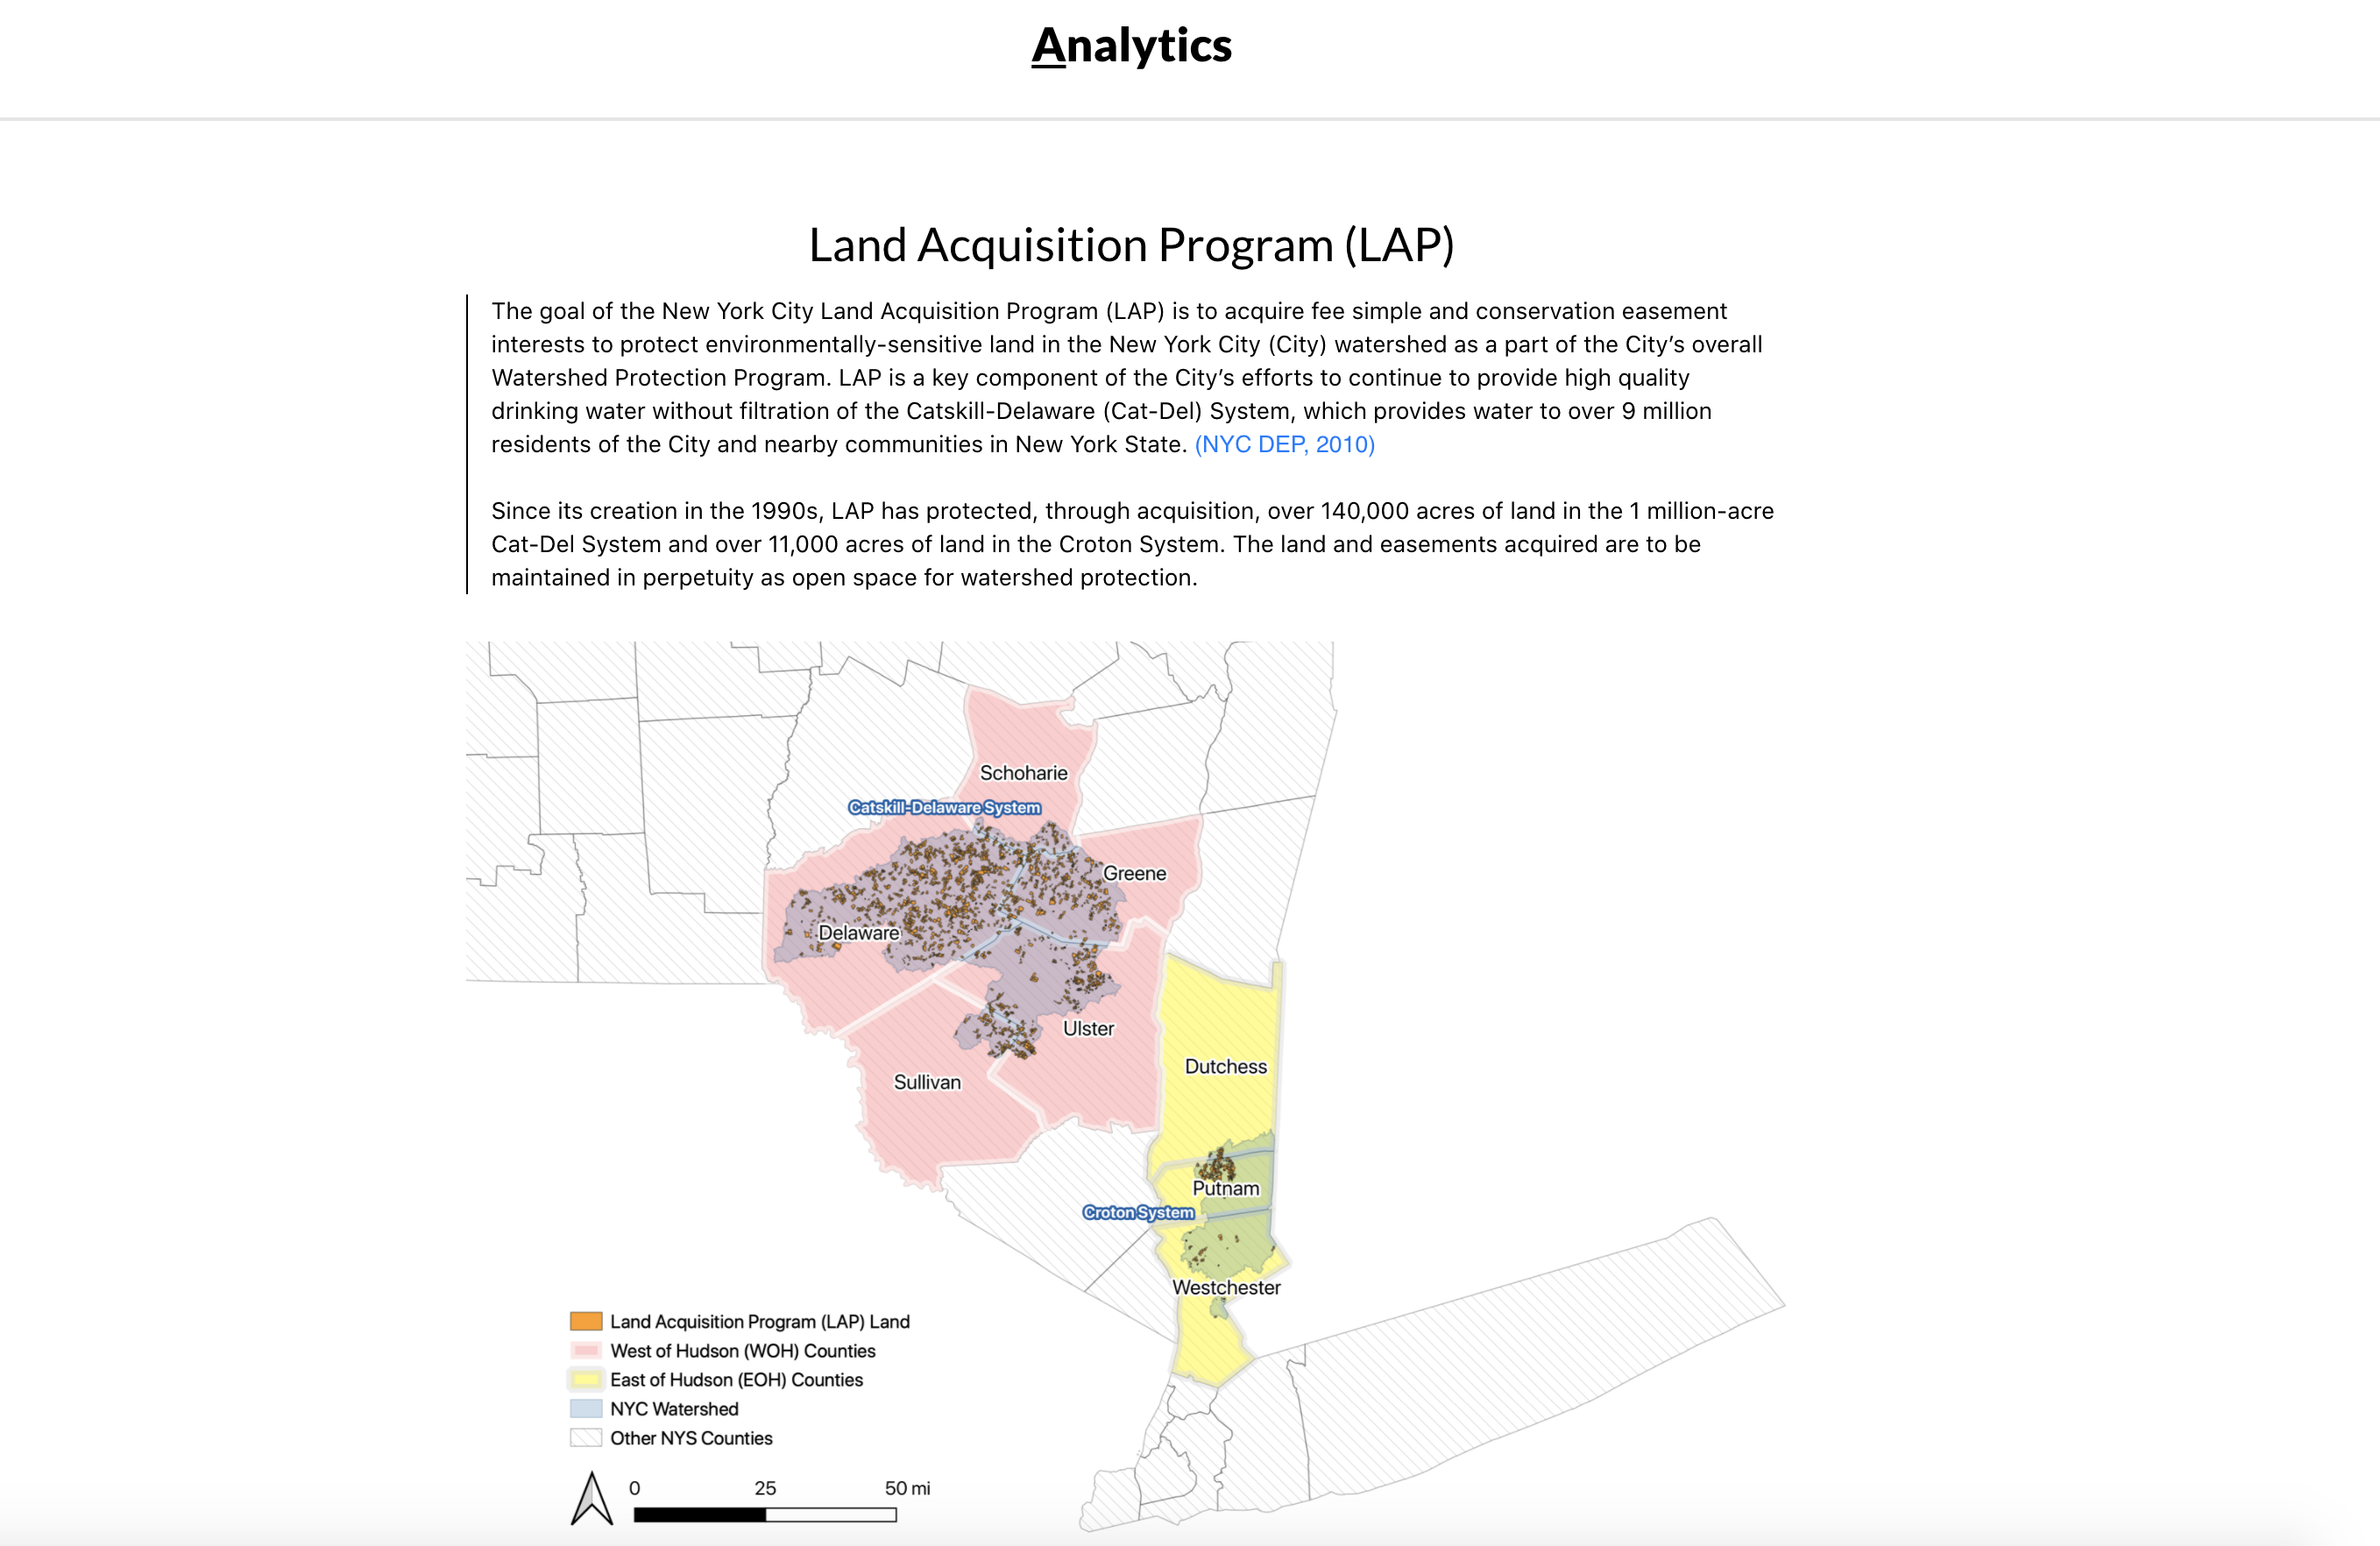 Analytics
Land Acquisition Program (LAP)
The goal of the New York City Land Acquisition Program (LAP) is to acquire fee simple and conservation easement
interests to protect environmentally-sensitive land in the New York City (City) watershed as a part of the City’s overall
Watershed Protection Program. LAP is a key component of the City’s efforts to continue to provide high quality
drinking water without filtration of the Catskill-Delaware (Cat-Del) System, which provides water to over 9 million
residents of the City and nearby communities in New York State. (NYC DEP, 2010)
Since its creation in the 1990s, LAP has protected, through acquisition, over 140,000 acres of land in the 1 million-acre
Cat-Del System and over 11,000 acres of land in the Croton System. The land and easements acquired are to be
maintained in perpetuity as open space for watershed protection.
Schoharie
Catskill-Delaware System
Greene
Delaware
Ulster
Dutchess
Sullivan
Putnam
Croton System
Westchester
Land Acquisition Program (LAP) Land
West of Hudson (WOH) Counties
East of Hudson (EOH) Counties
NYC Watershed
Other NYS Counties
0 25 50 mi